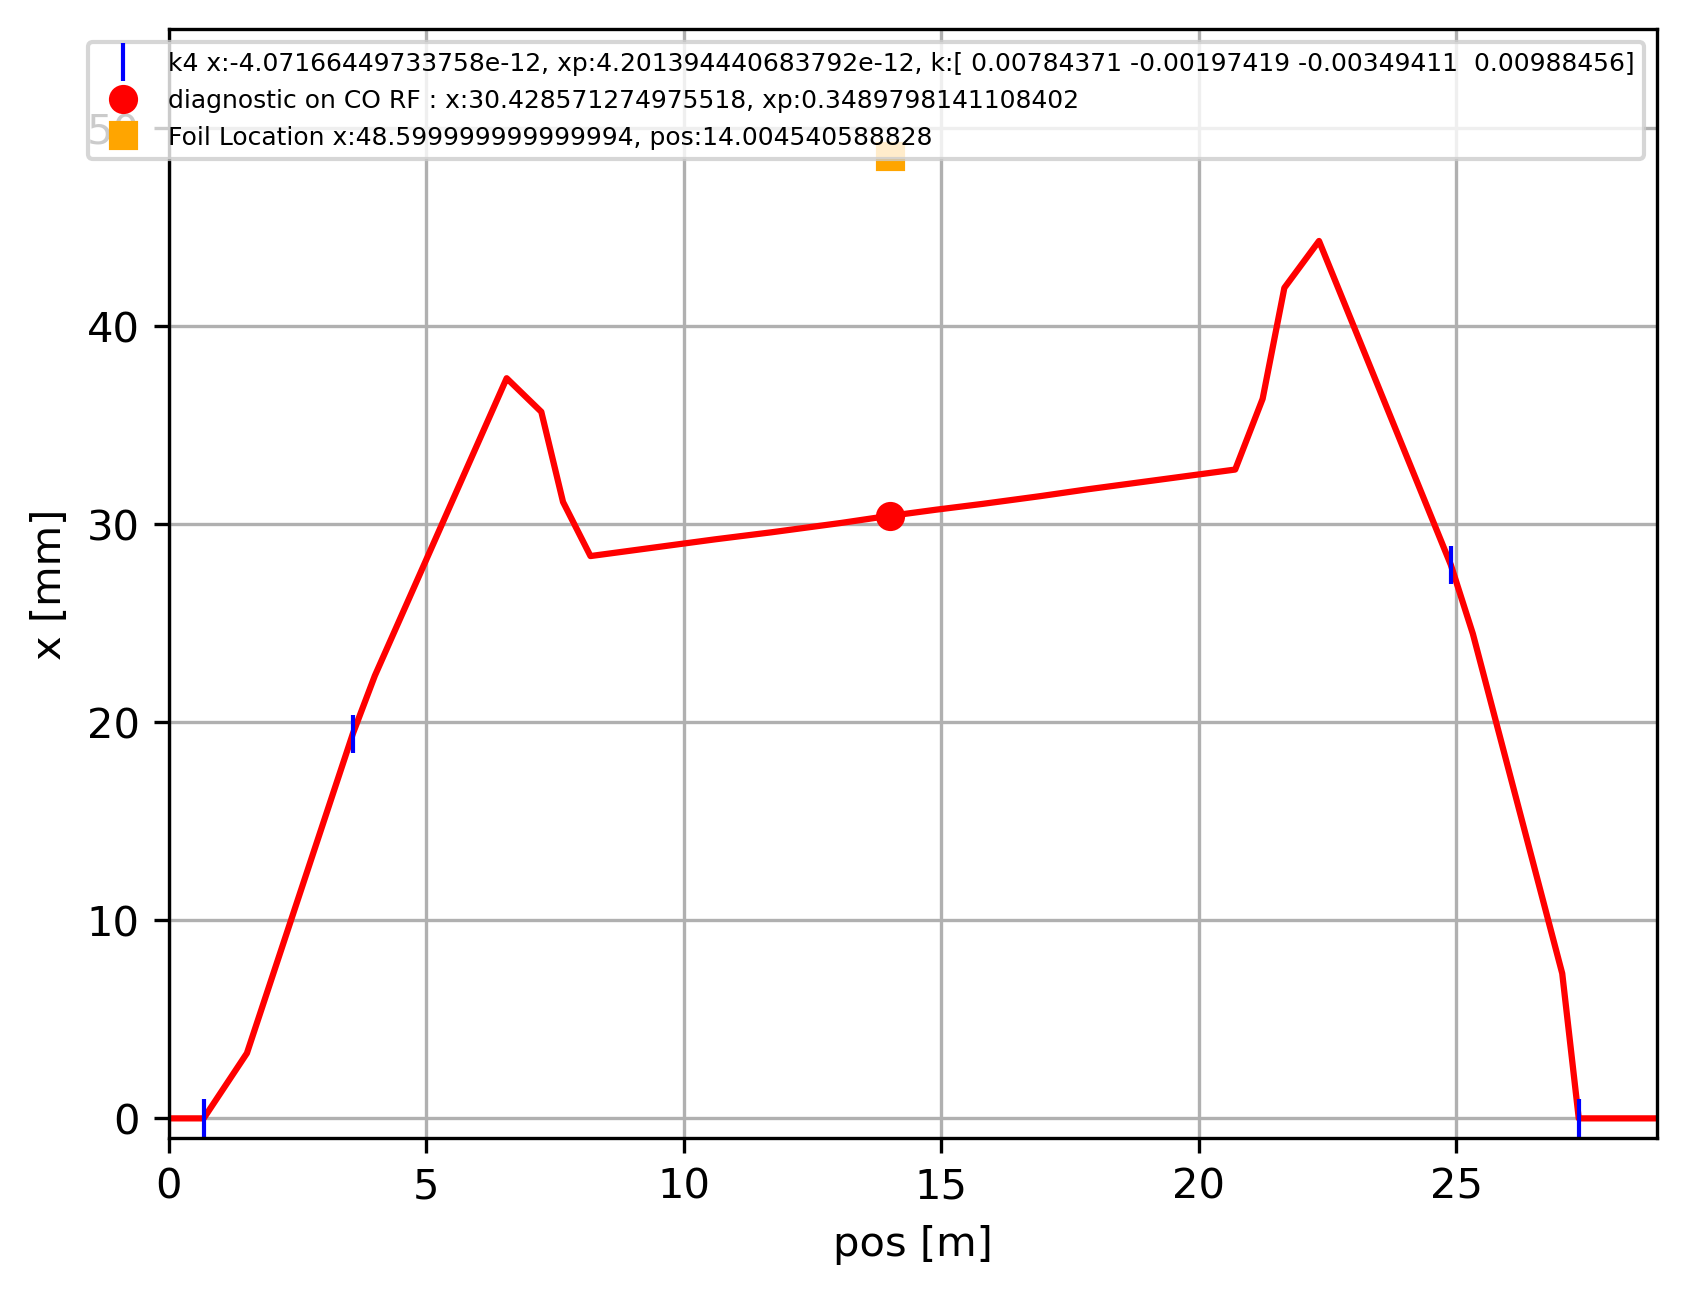 k4 x:-4.07166449733758e-12, xp:4.201394440683792e-12, k:[ 0.00784371 -0.00197419 -0.00349411  0.00988456]
diagnostic on CO RF : x:30.428571274975518, xp:0.3489798141108402
Foil Location x:48.599999999999994, pos:14.004540588828
50
40
30
20
10
0
x [mm]
0 5 10 15 20 25
pos [m]